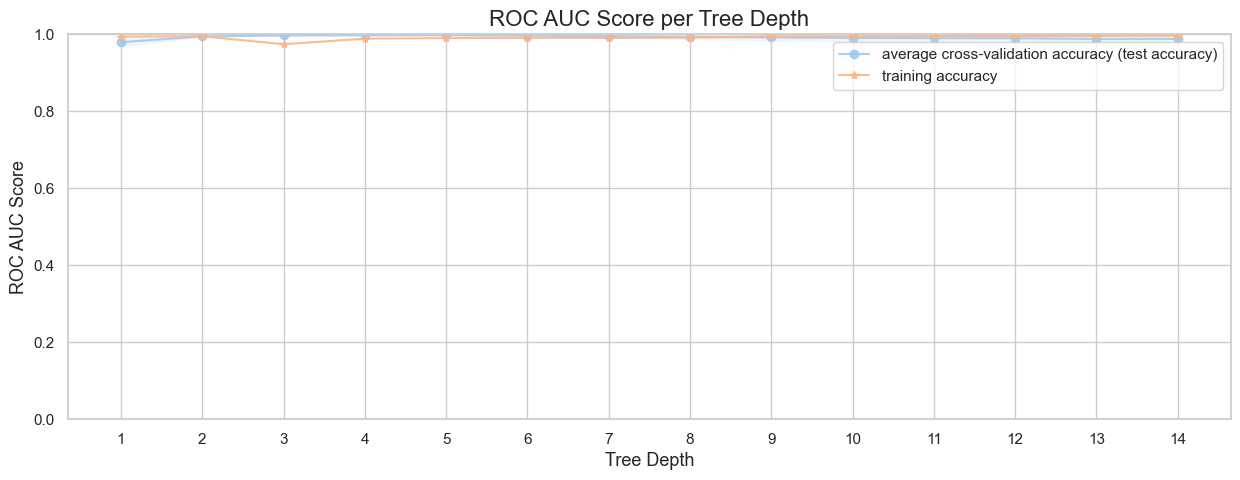 ROC AUC Score per Tree Depth
1.0
0.8
0.6
0.4
0.2
0.0
ROC AUC Score
average cross-validation accuracy (test accuracy)
training accuracy
1 2 3 4 5 6 7 8 9 10 11 12 13 14
Tree Depth